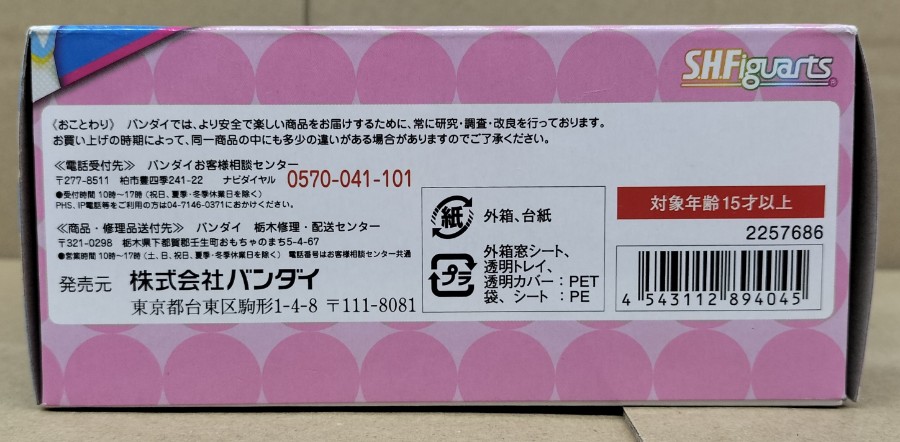 S.H.Figuarts
《おことわり》 バンダイでは、より安全で楽しい商品をお届けするために、常に研究・調査・改良を行っております。
お買い上げの時期によって、同一商品の中にも多少の違いがある場合がありますのでご了承ください。
≪電話受付先≫ バンダイお客様相談センター
〒277-8511 柏市豊四季241-22 ナビダイヤル 0570-041-101
●受付時間 10時〜17時 (祝日、夏季・冬季休業日を除く)
PHS、IP電話等をご利用の方は04-7146-0371におかけください。
≪商品・修理品送付先≫ バンダイ 栃木修理・配送センター
〒321-0298 栃木県下都賀郡壬生町おもちゃのまち5-4-67
●営業時間 10時〜17時 (土、日、祝日、夏季・冬季休業日を除く) 電話番号はお客様相談センター共通
発売元 株式会社バンダイ
東京都台東区駒形1-4-8 〒111-8081
紙 外箱、台紙
プラ 外箱窓シート、
透明トレイ、
透明カバー：PET
袋、シート：PE
対象年齢15才以上
2257686
4 543112 894045